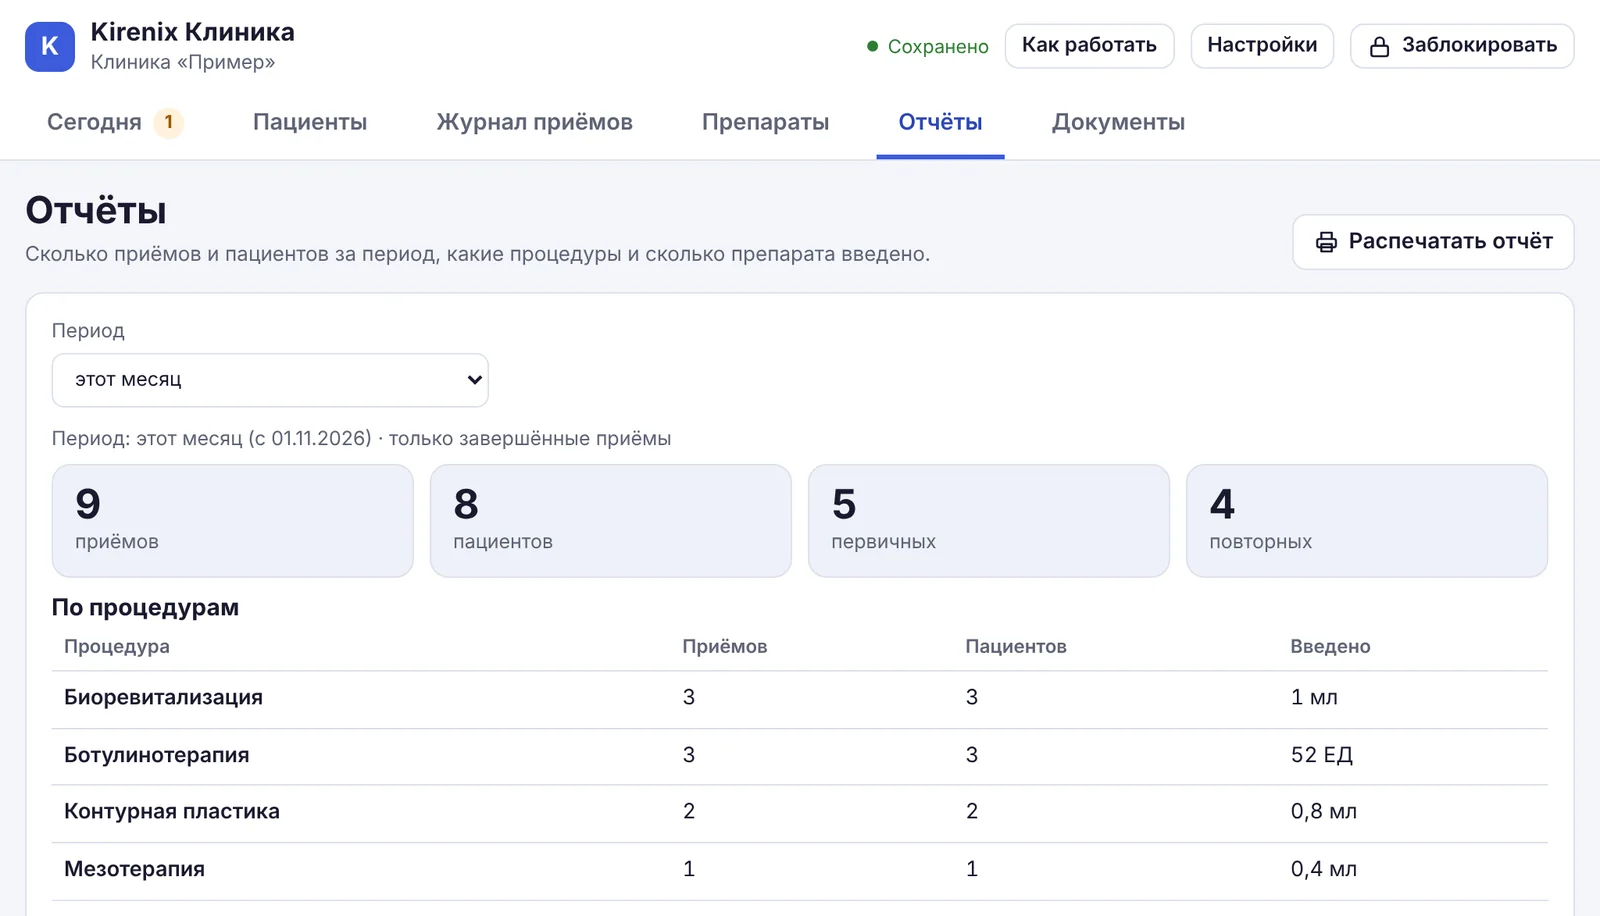 K
Kirenix Клиника
Клиника «Пример»
Сохранено
Как работать
Настройки
Заблокировать
Сегодня 1
Пациенты
Журнал приёмов
Препараты
Отчёты
Документы
Отчёты
Сколько приёмов и пациентов за период, какие процедуры и сколько препарата введено.
Распечатать отчёт
Период
этот месяц
Период: этот месяц (с 01.11.2026) · только завершённые приёмы
9
приёмов
8
пациентов
5
первичных
4
повторных
По процедурам
Процедура Приёмов Пациентов Введено
Биоревитализация 3 3 1 мл
Ботулинотерапия 3 3 52 ЕД
Контурная пластика 2 2 0,8 мл
Мезотерапия 1 1 0,4 мл